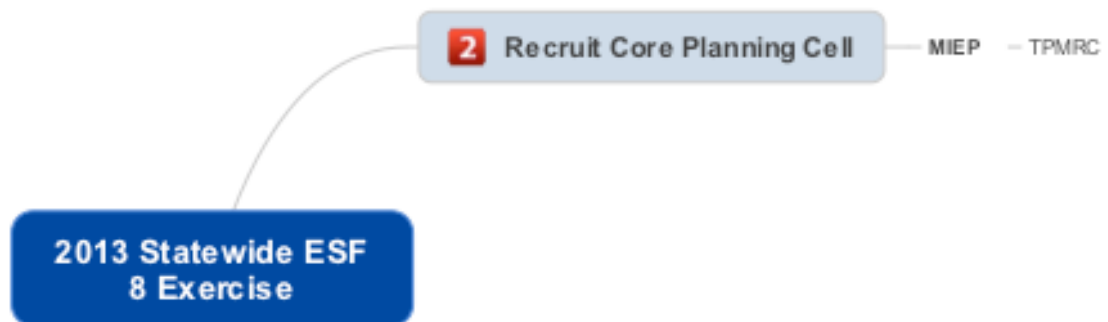 2 Recruit Core Planning Cell
MIEP
TPMRC
2013 Statewide ESF
8 Exercise